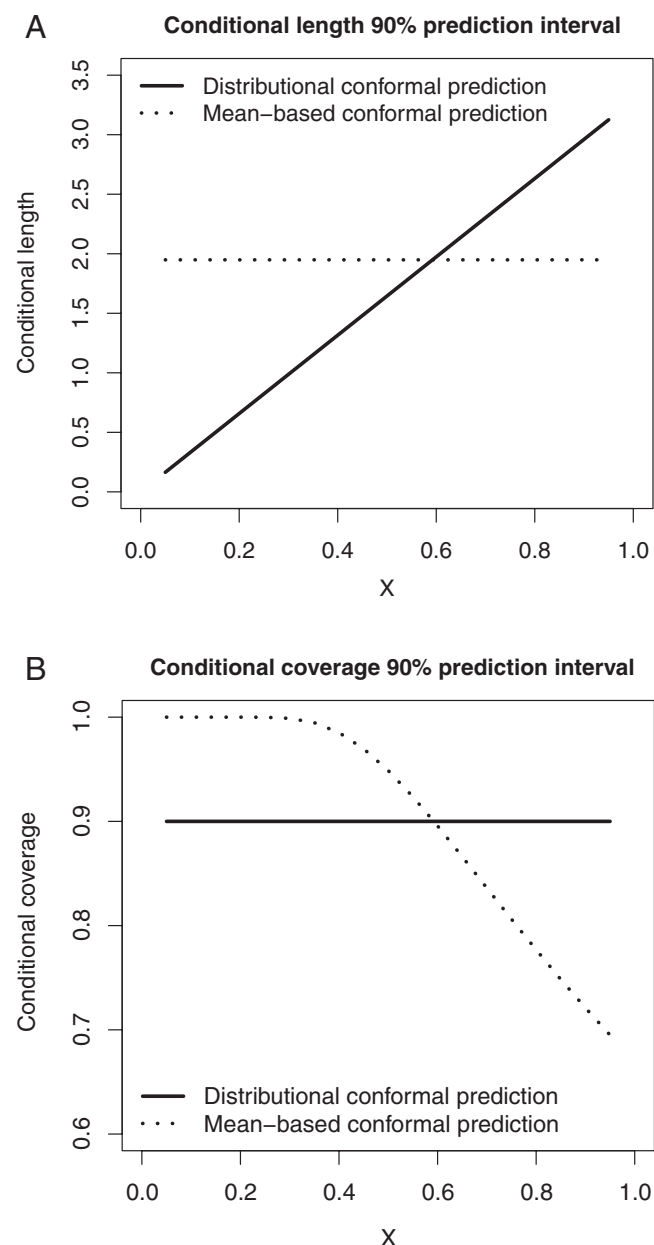 A
Conditional length 90% prediction interval
Distributional conformal prediction
Mean−based conformal prediction
Conditional length
3.5
3.0
2.5
2.0
1.5
1.0
0.5
0.0
0.0 0.2 0.4 0.6 0.8 1.0
X
B
Conditional coverage 90% prediction interval
Conditional coverage
1.0
0.9
0.8
0.7
0.6
Distributional conformal prediction
Mean−based conformal prediction
0.0 0.2 0.4 0.6 0.8 1.0
X